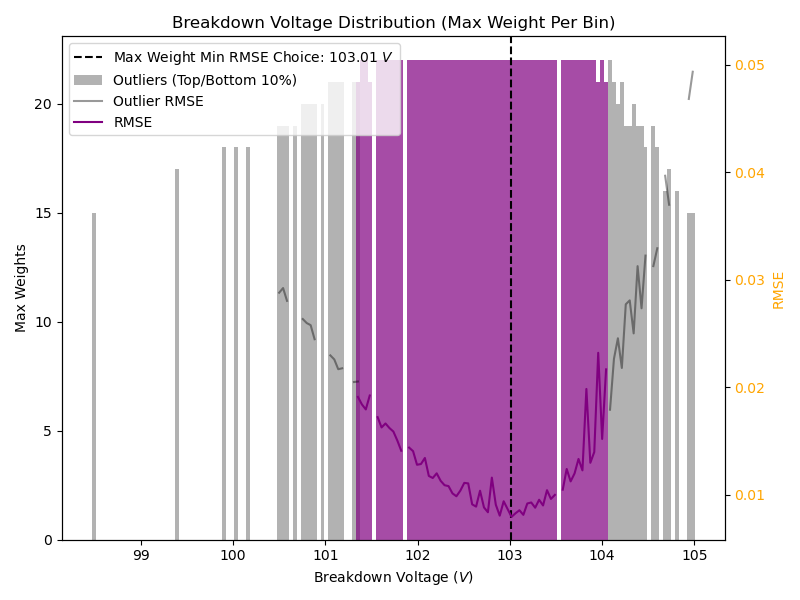 Breakdown Voltage Distribution (Max Weight Per Bin)
Max Weight Min RMSE Choice: 103.01 V
Outliers (Top/Bottom 10%)
Outlier RMSE
RMSE
Max Weights
20
15
10
5
0
0.05
0.04
0.03
0.02
0.01
RMSE
99 100 101 102 103 104 105
Breakdown Voltage (V)